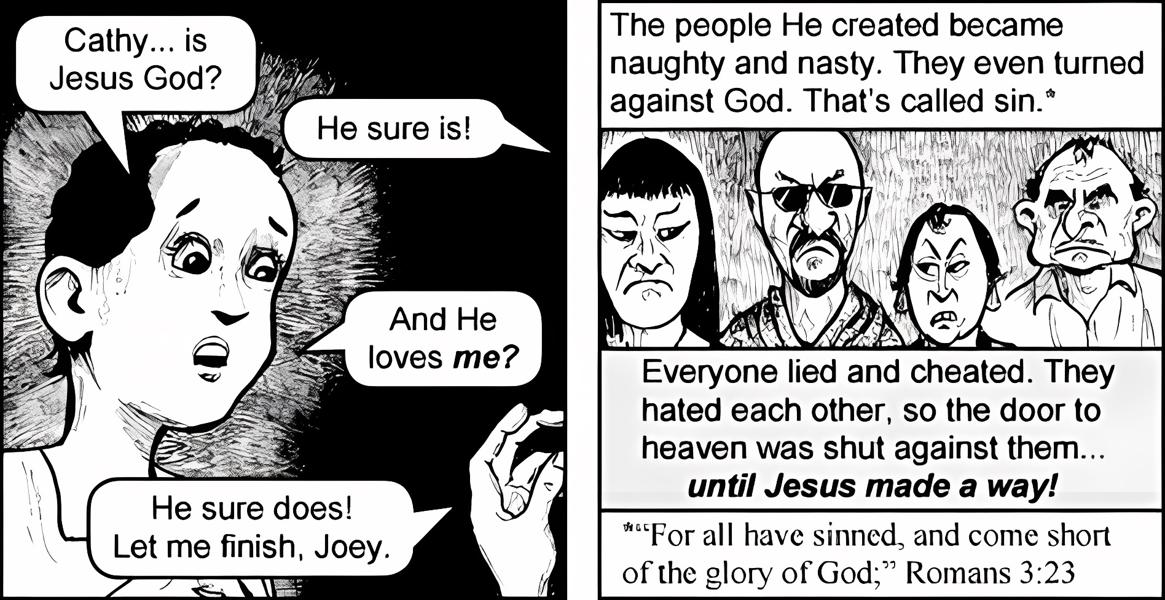 Cathy... is
Jesus God?
He sure is!
And He
loves me?
He sure does!
Let me finish, Joey.
The people He created became
naughty and nasty. They even turned
against God. That's called sin.*
Everyone lied and cheated. They
hated each other, so the door to
heaven was shut against them...
until Jesus made a way!
*“For all have sinned, and come short
of the glory of God;” Romans 3:23